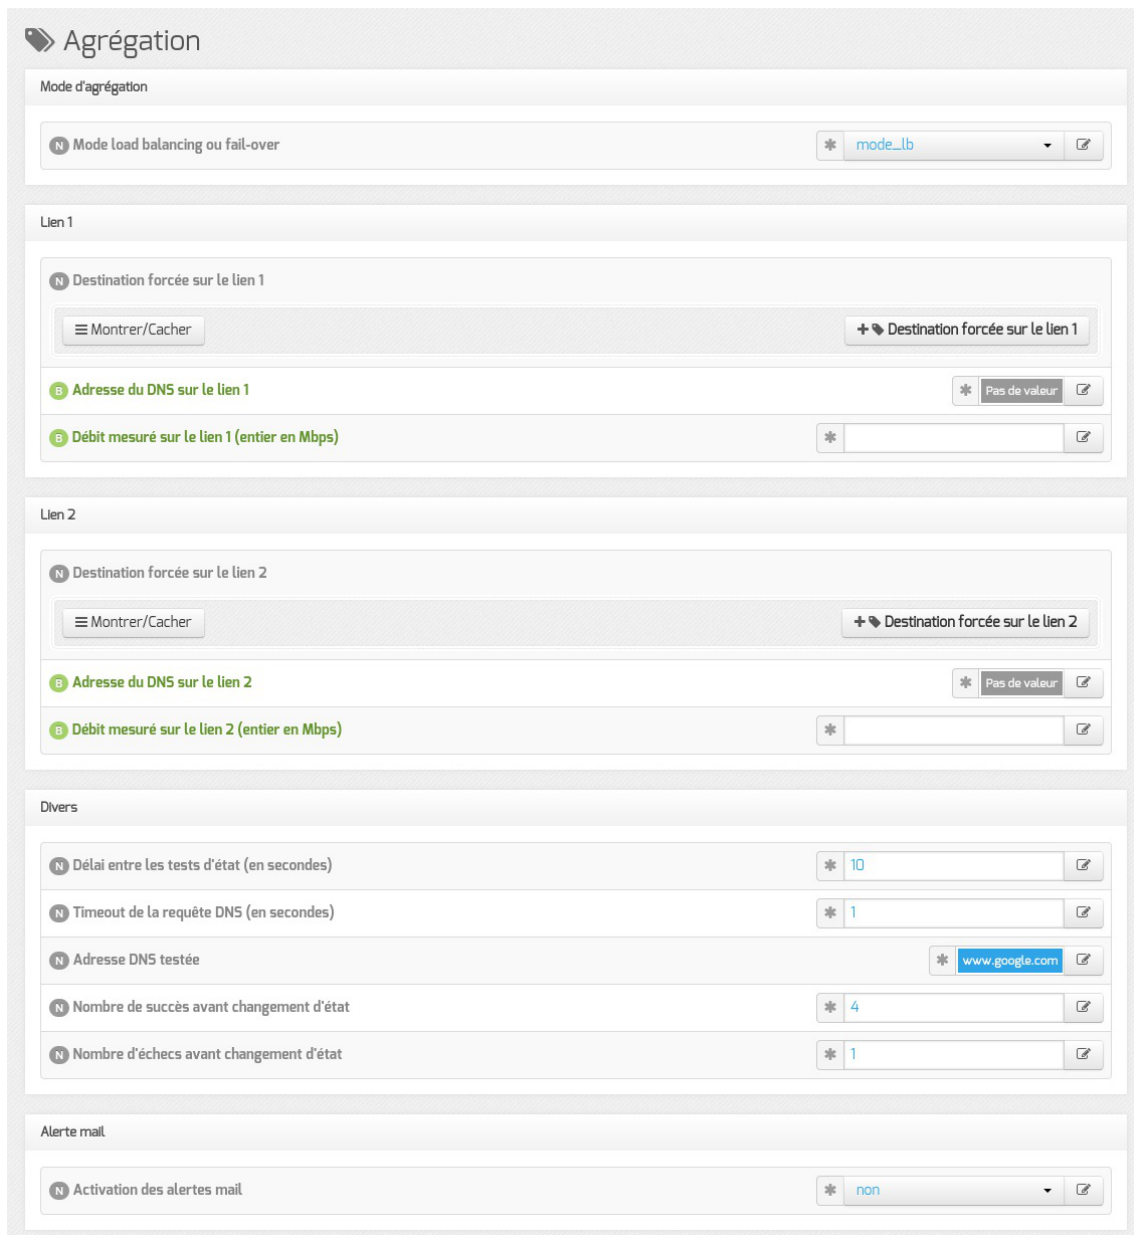 Agrégation
Mode d'agrégation
N Mode load balancing ou fail-over mode_lb
Lien 1
N Destination forcée sur le lien 1
Montrer/Cacher Destination forcée sur le lien 1
B Adresse du DNS sur le lien 1 Pas de valeur
B Débit mesuré sur le lien 1 (entier en Mbps)
Lien 2
N Destination forcée sur le lien 2
Montrer/Cacher Destination forcée sur le lien 2
B Adresse du DNS sur le lien 2 Pas de valeur
B Débit mesuré sur le lien 2 (entier en Mbps)
Divers
N Délai entre les tests d'état (en secondes) 10
N Timeout de la requête DNS (en secondes) 1
N Adresse DNS testée www.google.com
N Nombre de succès avant changement d'état 4
N Nombre d'échecs avant changement d'état 1
Alerte mail
N Activation des alertes mail non